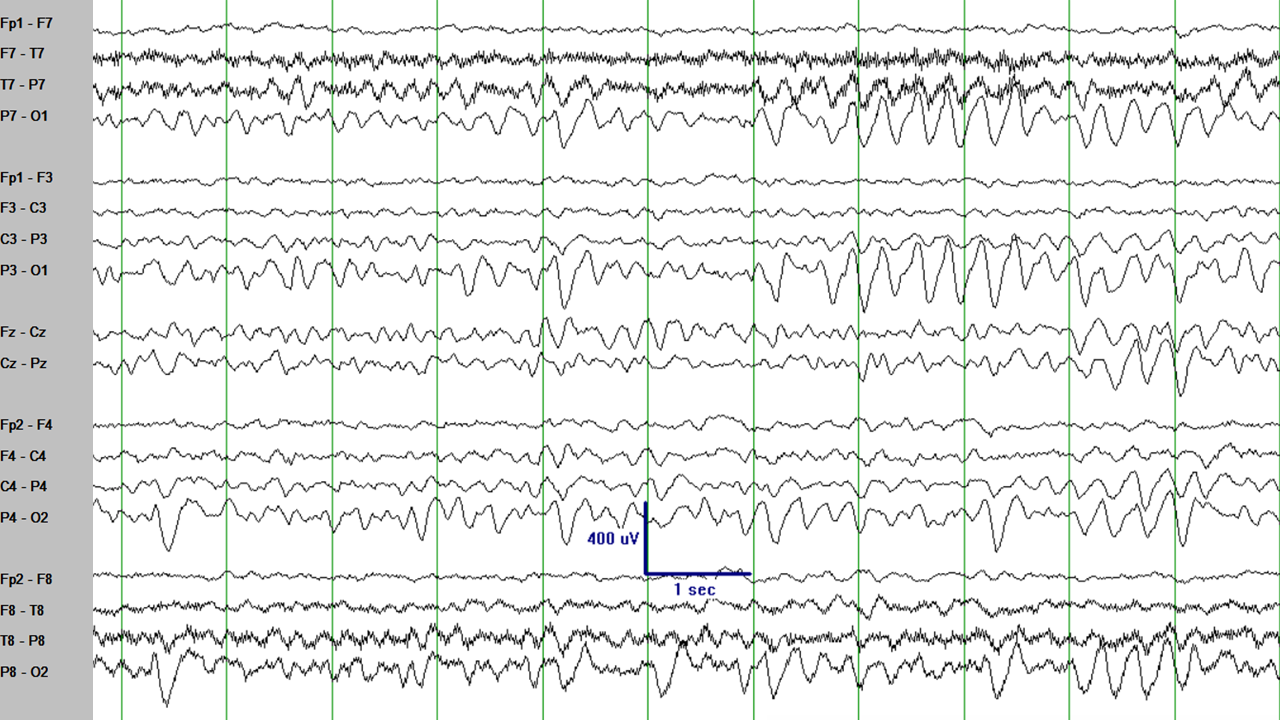 Fp1 - F7
F7 - T7
T7 - P7
P7 - O1
Fp1 - F3
F3 - C3
C3 - P3
P3 - O1
Fz - Cz
Cz - Pz
Fp2 - F4
F4 - C4
C4 - P4
P4 - O2
400 uV
Fp2 - F8
1 sec
F8 - T8
T8 - P8
P8 - O2